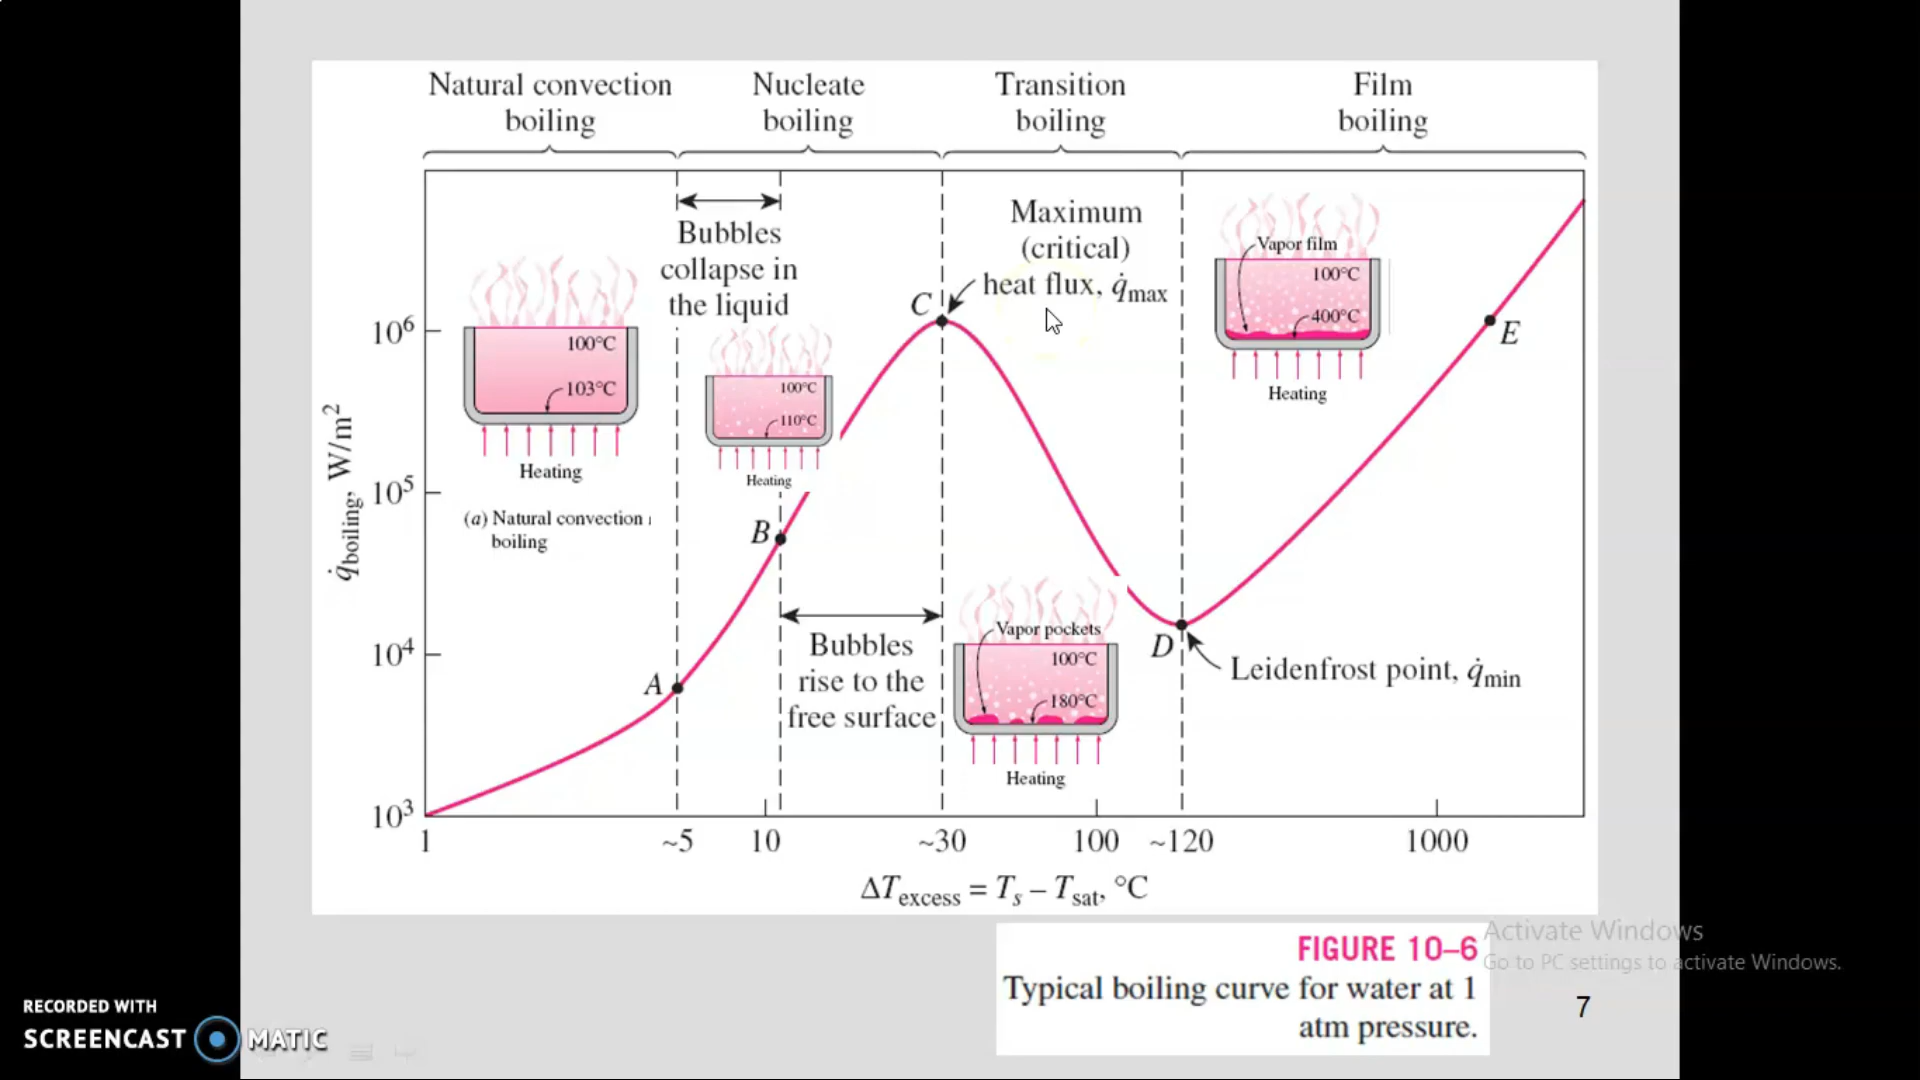 Natural convection
boiling
Nucleate
boiling
Transition
boiling
Film
boiling
Bubbles
collapse in
the liquid
Maximum
(critical)
heat flux, q̇max
Vapor film
100°C
400°C
Heating
100°C
103°C
Heating
(a) Natural convection
boiling
100°C
110°C
Heating
C
E
B
A
D
Bubbles
rise to the
free surface
Vapor pockets
100°C
180°C
Heating
Leidenfrost point, q̇min
q̇boiling, W/m²
10⁶
10⁵
10⁴
10³
1 ~5 10 ~30 100 ~120 1000
ΔTexcess = Ts – Tsat, °C
FIGURE 10–6
Typical boiling curve for water at 1
atm pressure.
Activate Windows
Go to PC settings to activate Windows.
7
RECORDED WITH
SCREENCAST MATIC